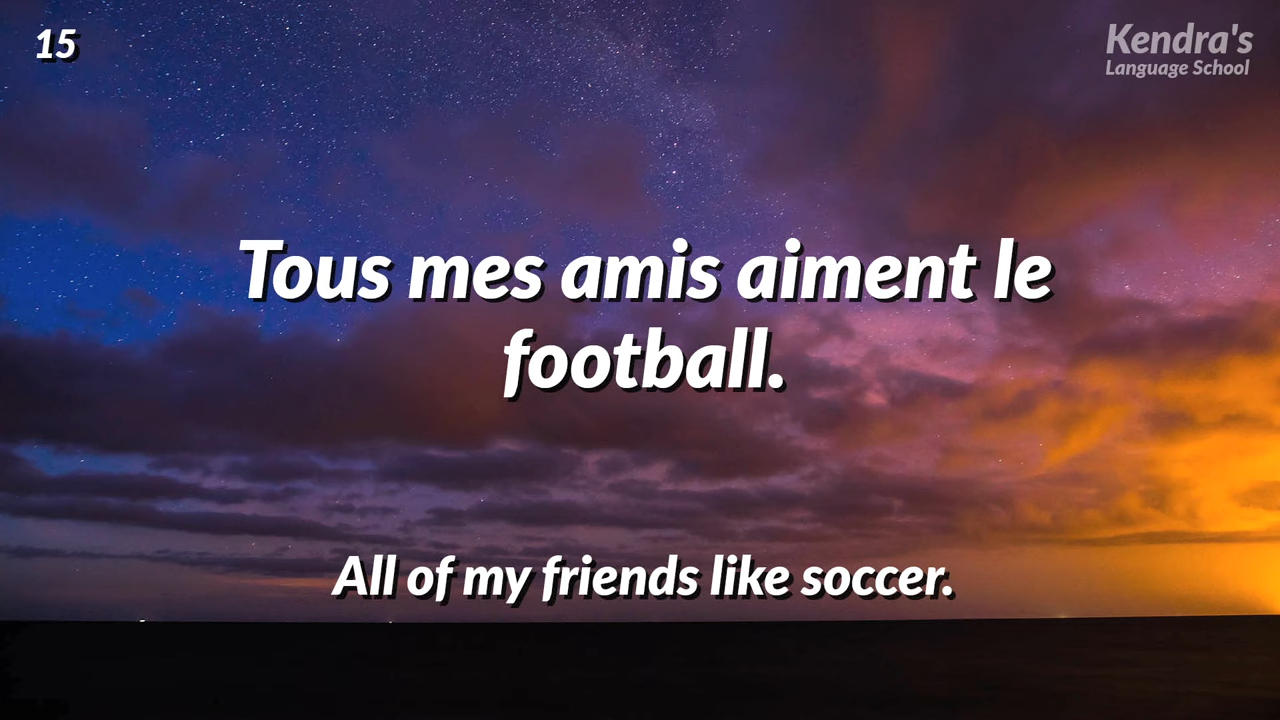 15
Kendra's
Language School
Tous mes amis aiment le
football.
All of my friends like soccer.